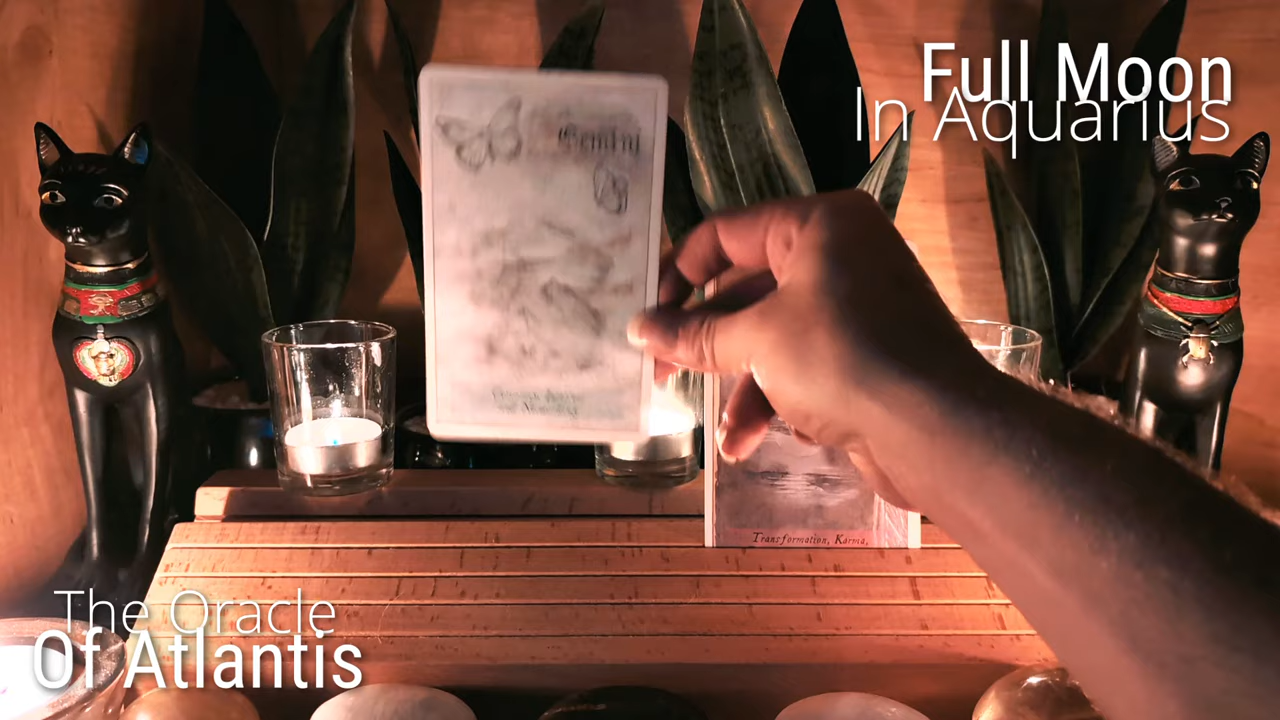 Full Moon
In Aquarius
Gemini
Transformation, Karma,
The Oracle
Of Atlantis